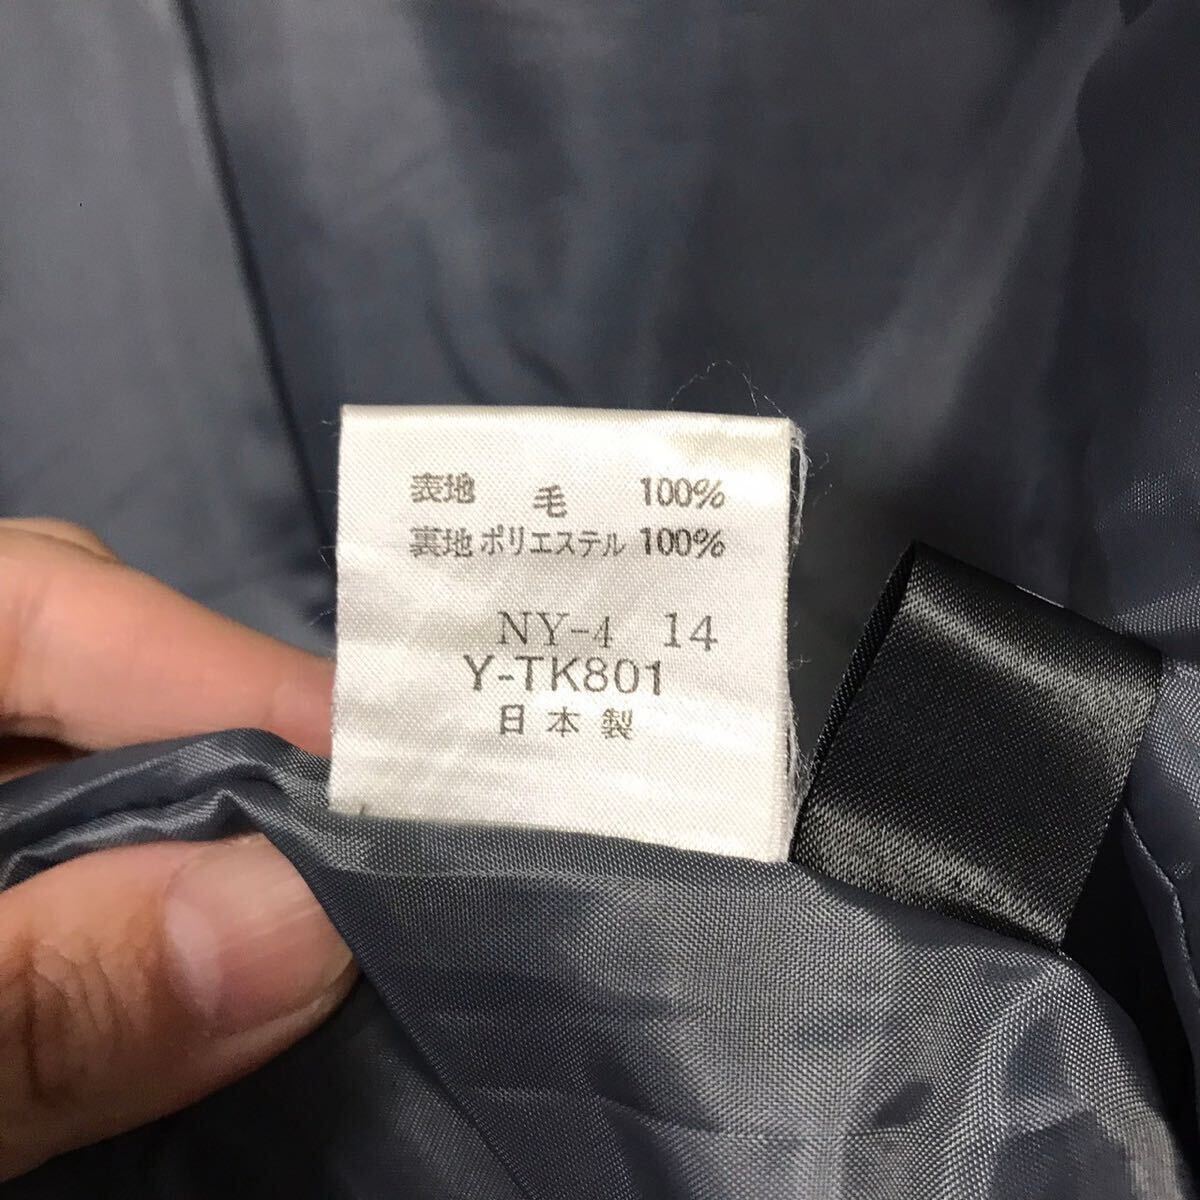 表地 毛 100%
裏地 ポリエステル 100%
NY-4 14
Y-TK801
日本製